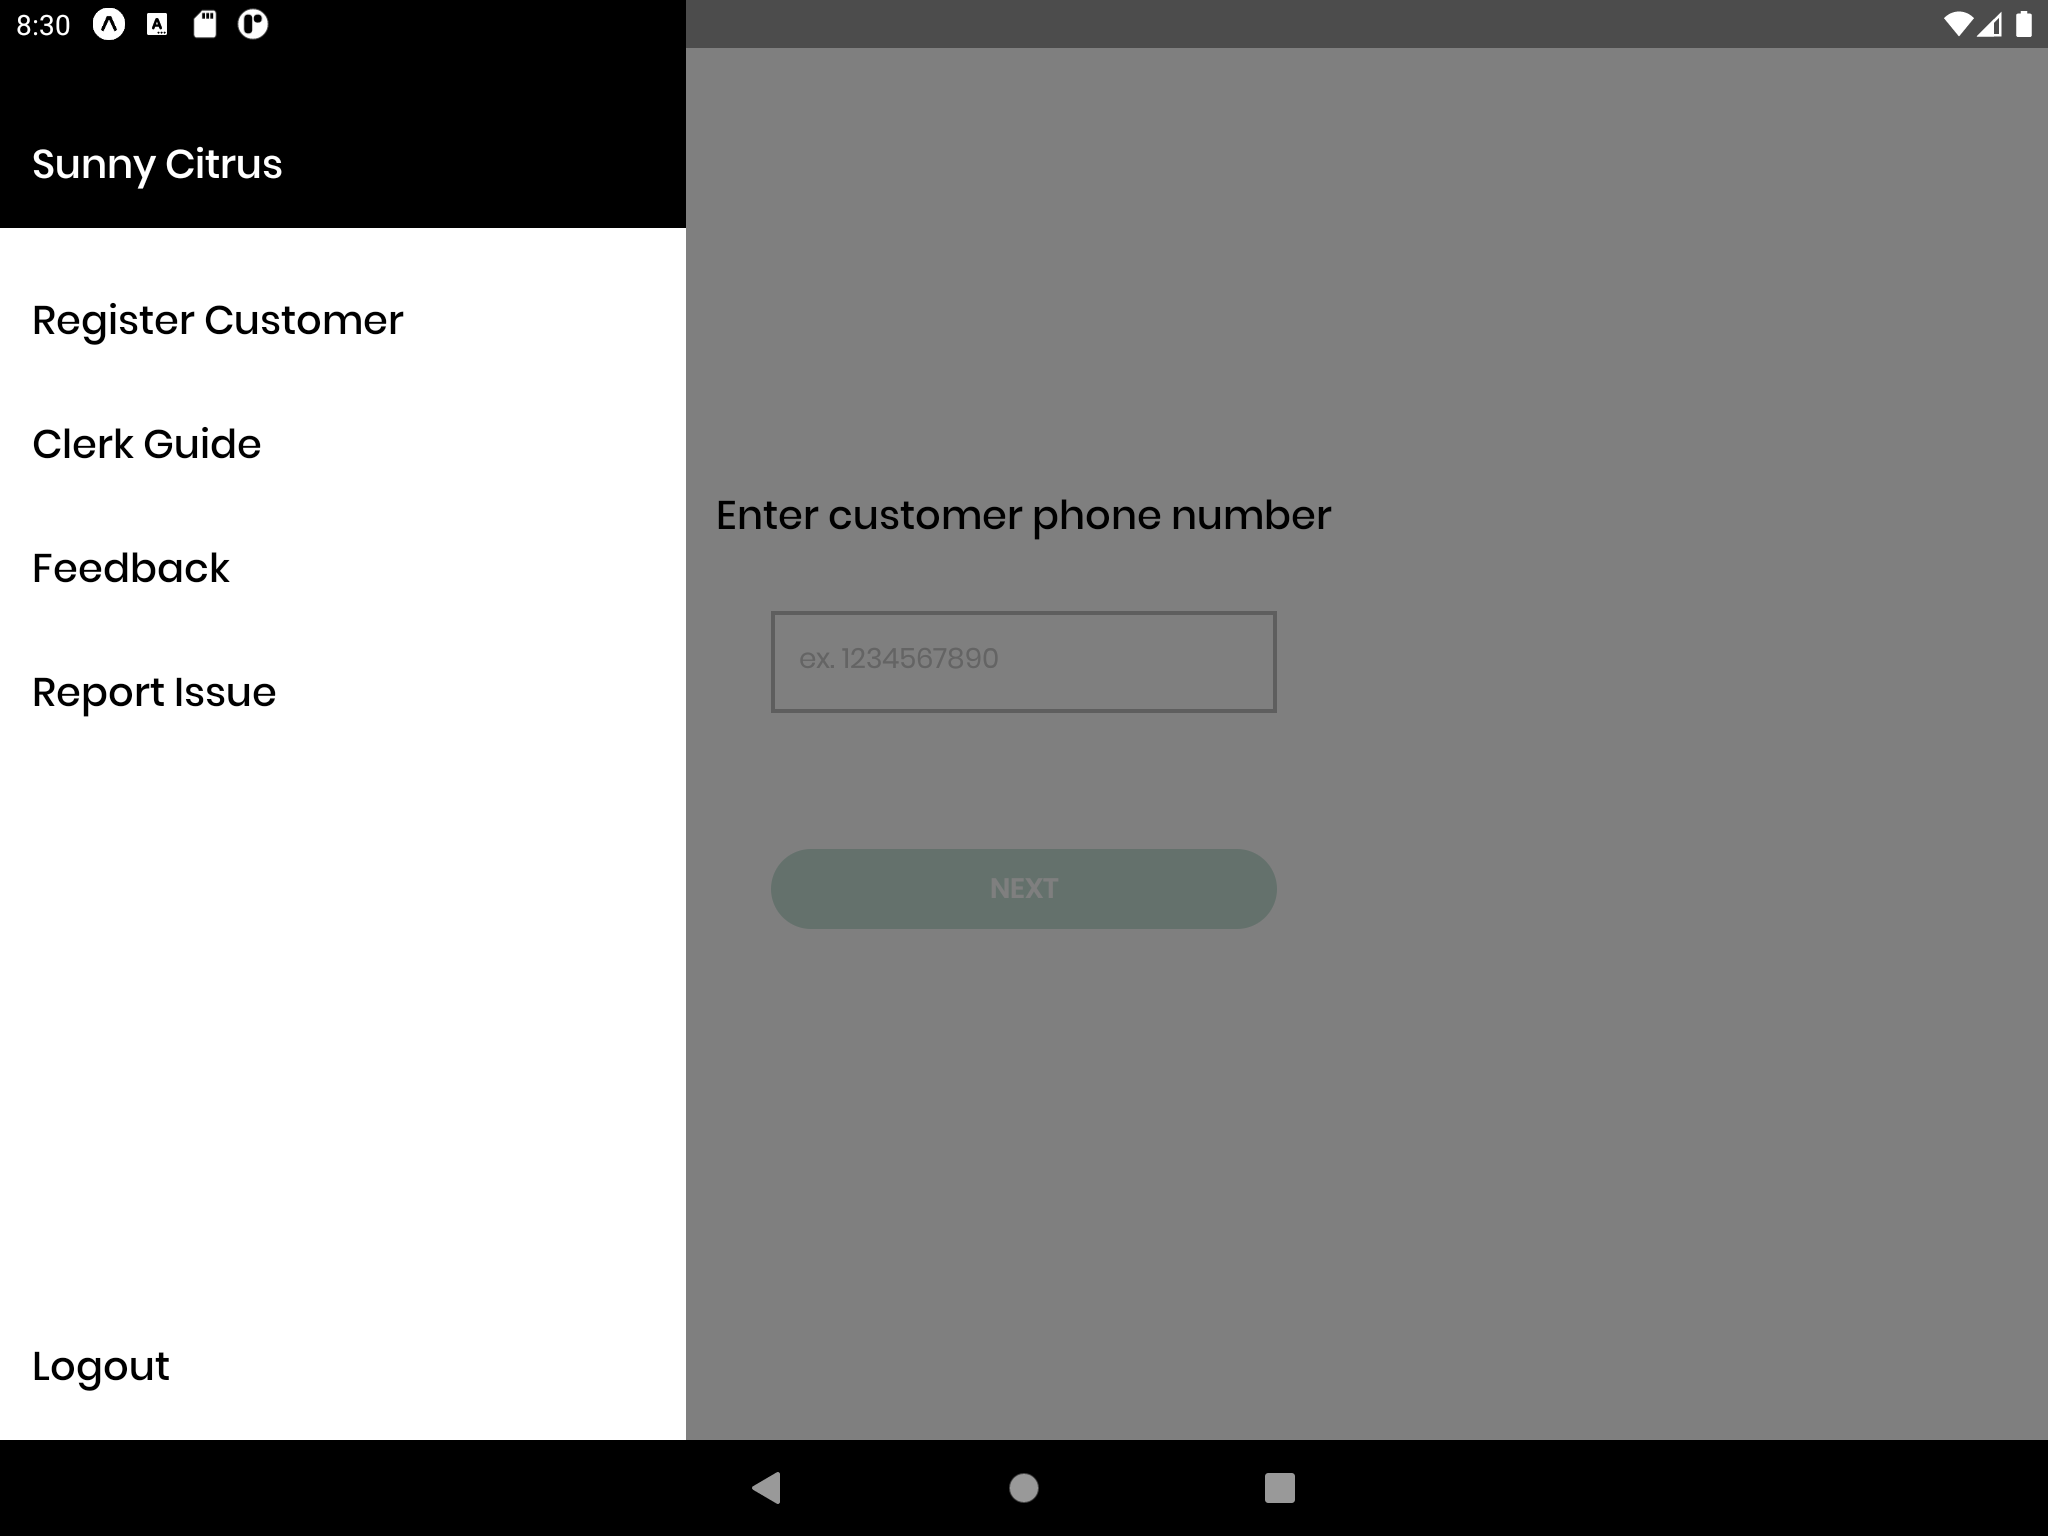 8:30
Sunny Citrus
Register Customer
Clerk Guide
Feedback
Report Issue
Logout
Enter customer phone number
ex. 1234567890
NEXT